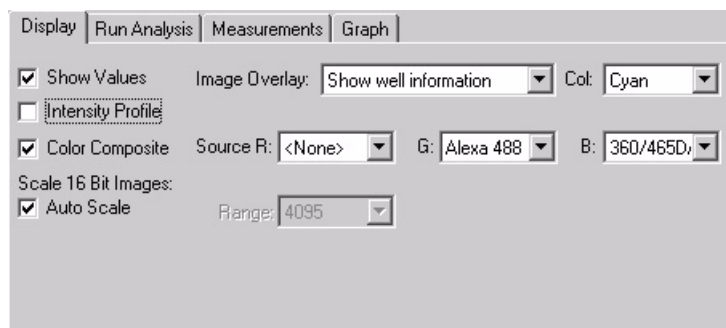 Display Run Analysis Measurements Graph
Show Values Image Overlay: Show well information Col: Cyan
Intensity Profile
Color Composite Source R: <None> G: Alexa 488 B: 360/465D/
Scale 16 Bit Images:
Auto Scale Range: 4095